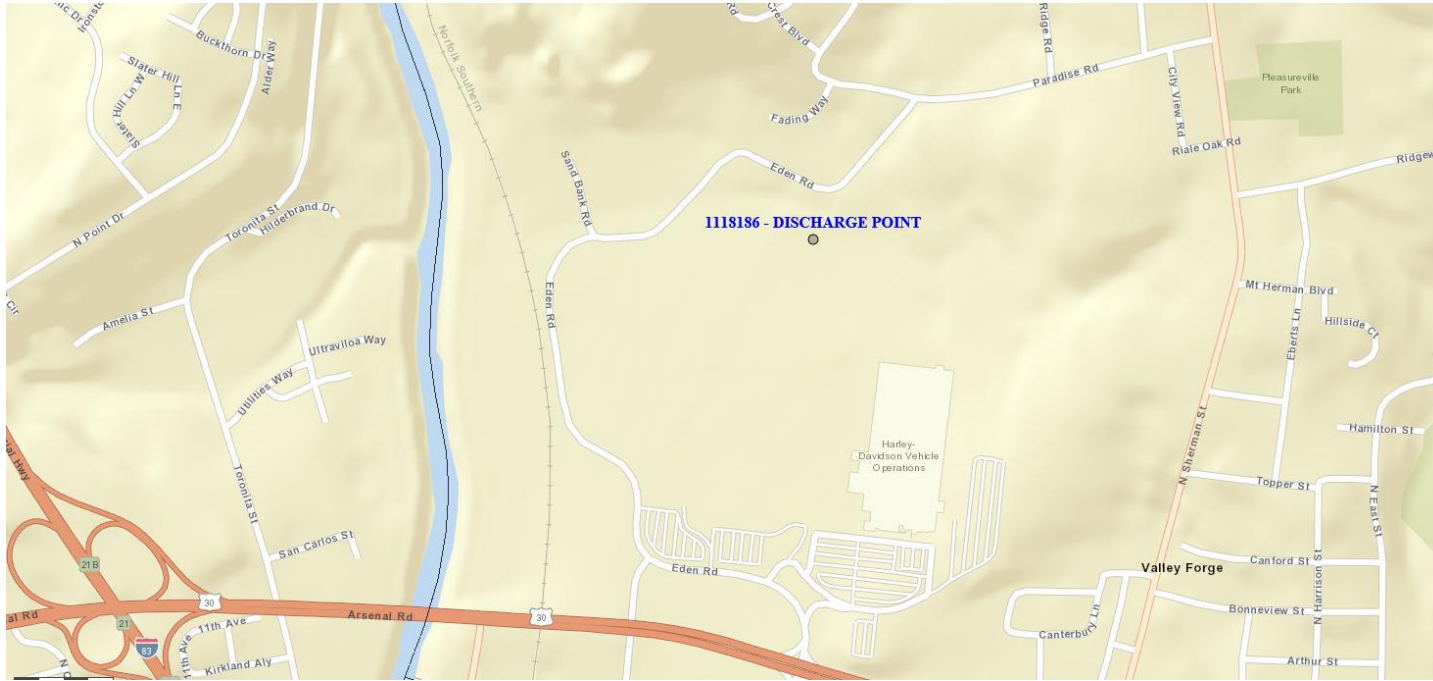 Buckthorn Dr
Alder Way
Slater Hill
Ln E
Slater Hill Ln W
Norfolk Southern
Crest Blvd
Rd
Ridge Rd
Paradise Rd
City View Rd
Pleasureville
Park
Fading Way
Riale Oak Rd
Eden Rd
Sand Bank Rd
N Point Dr
Toronita St
Hilderbrand Dr
1118186 - DISCHARGE POINT
Eden Rd
Mt Herman Blvd
Eberts Ln
Hillside Ct
Amelia St
Ultraviloa Way
Utilities Way
N Sherman St
Harley-
Davidson Vehicle
Operations
Hamilton St
Topper St
N East St
Toronita St
San Carlos St
21 B
Eden Rd
Valley Forge
Canford St
N Harrison St
Bonneview St
30
Arsenal Rd
30
21
11th Ave
11th Ave
83
Kirkland Aly
Canterbury Ln
Arthur St